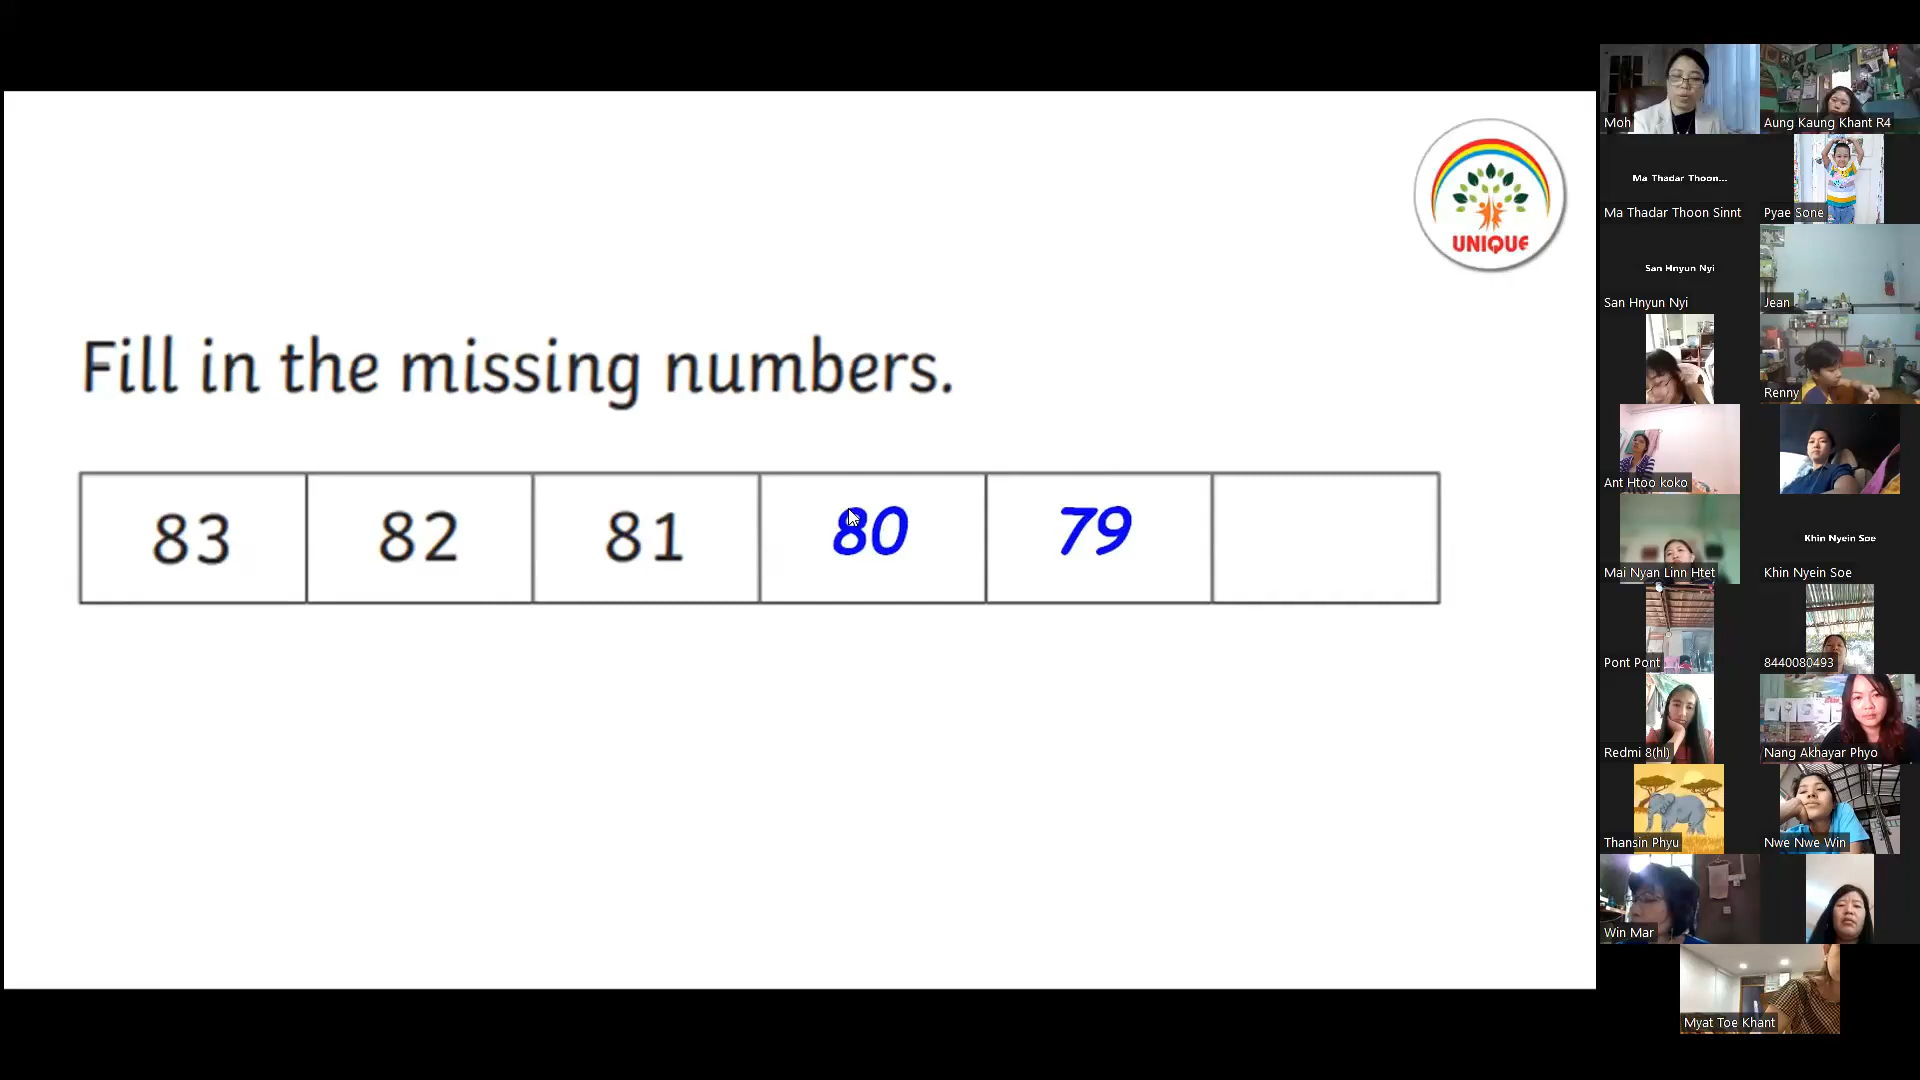 UNIQUE
Fill in the missing numbers.
83 82 81 80 79
Moh
Aung Kaung Khant R4
Ma Thadar Thoon...
Ma Thadar Thoon Sinnt
Pyae Sone
San Hnyun Nyi
San Hnyun Nyi
Jean
Renny
Ant Htoo koko
Mai Nyan Linn Htet
Khin Nyein Soe
Khin Nyein Soe
Pont Pont
8440080493
Redmi 8(hl)
Nang Akhayar Phyo
Thansin Phyu
Nwe Nwe Win
Win Mar
Myat Toe Khant